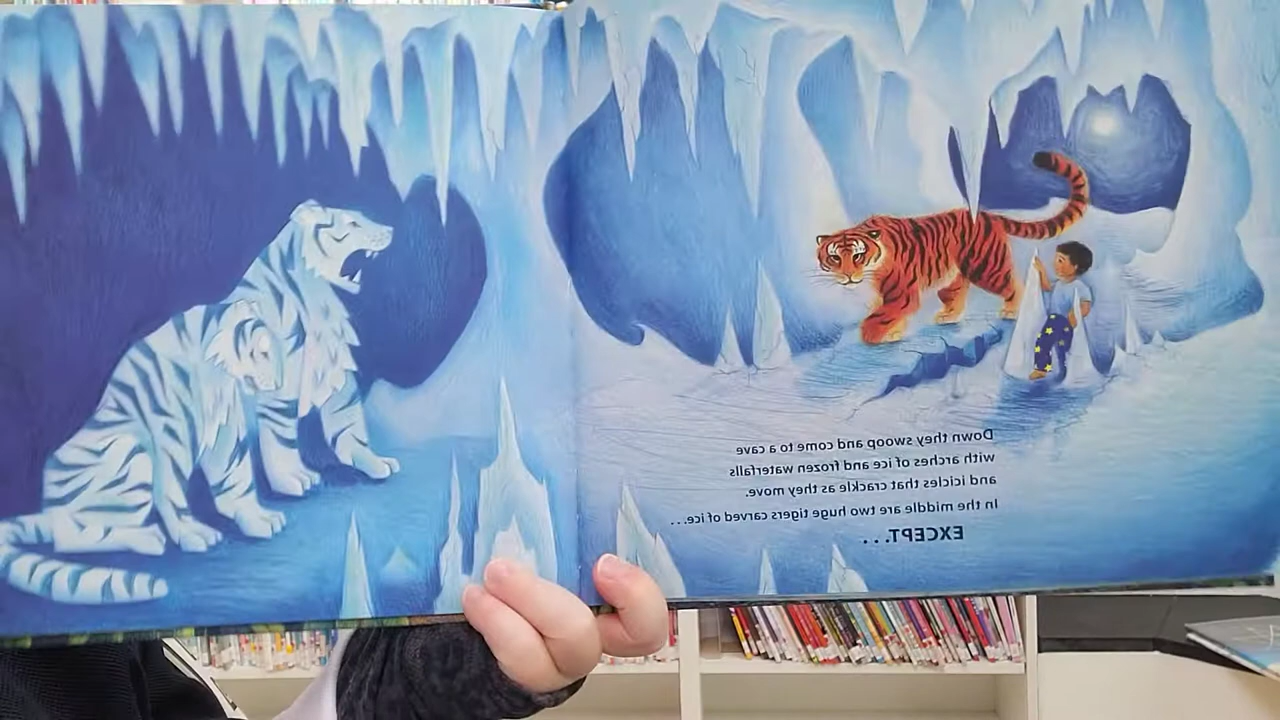 Down they swoop and come to a cave
with arches of ice and frozen waterfalls
and icicles that crackle as they move.
In the middle are two huge tigers carved of ice....
EXCEPT....